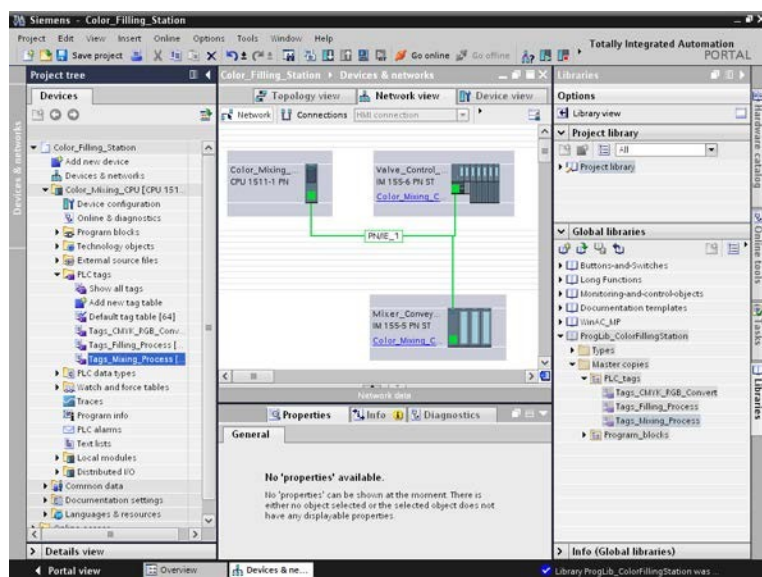 Siemens - Color_Filling_Station
Project Edit View Insert Online Options Tools Window Help
Totally Integrated Automation
PORTAL
Save project
Go online
Go offline
Project tree
Color_Filling_Station › Devices & networks
Libraries
Devices
Topology view
Network view
Device view
Options
Network
Connections
HMI connection
Library view
Project library
All
Project library
Color_Filling_Station
Add new device
Devices & networks
Color_Mixing_CPU [CPU 151...
Device configuration
Online & diagnostics
Program blocks
Technology objects
External source files
PLC tags
Show all tags
Add new tag table
Default tag table [64]
Tags_CMYK_RGB_Conv...
Tags_Filling_Process [...
Tags_Mixing_Process [...
PLC data types
Watch and force tables
Traces
Program info
PLC alarms
Text lists
Local modules
Distributed I/O
Common data
Documentation settings
Languages & resources
Details view
Color_Mixing_...
CPU 1511-1 PN
Valve_Control_...
IM 155-6 PN ST
Color_Mixing_C...
PN/IE_1
Mixer_Convey...
IM 155-5 PN ST
Color_Mixing_C...
Network data
Properties
Info
Diagnostics
General
No 'properties' available.
No 'properties' can be shown at the moment. There is
either no object selected or the selected object does not
have any displayable properties.
Global libraries
Buttons-and-Switches
Long Functions
Monitoring-and-control-objects
Documentation templates
WinAC_MP
ProgLib_ColorFillingStation
Types
Master copies
PLC_tags
Tags_CMYK_RGB_Convert
Tags_Filling_Process
Tags_Mixing_Process
Program_blocks
Info (Global libraries)
Devices & networks
Hardware catalog
Online tools
Tasks
Libraries
Portal view
Overview
Devices & ne...
Library ProgLib_ColorFillingStation was ...